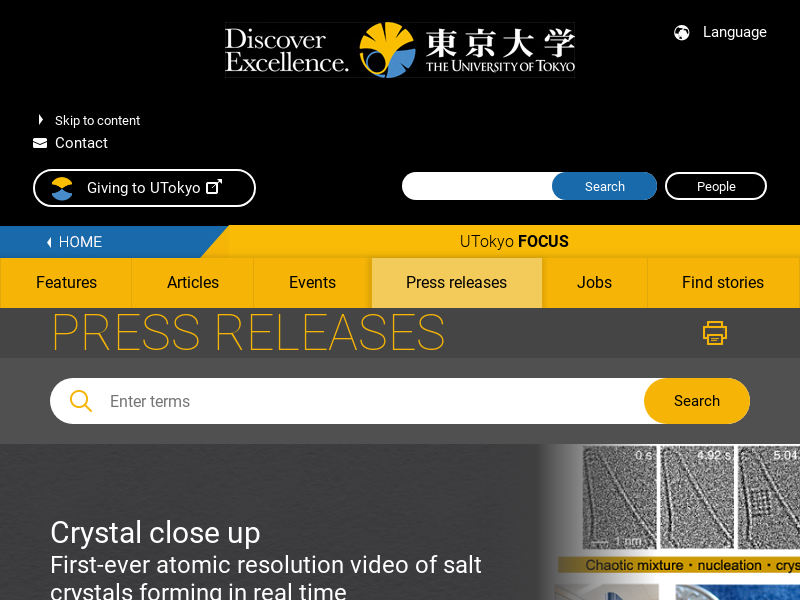 Discover
Excellence.
東京大学
THE UNIVERSITY OF TOKYO
Language
Skip to content
Contact
Giving to UTokyo
Search
People
HOME
UTokyo FOCUS
Features
Articles
Events
Press releases
Jobs
Find stories
PRESS RELEASES
Enter terms
Search
0 s
4.92 s
5.04
1 nm
Chaotic mixture・nucleation・crys
Crystal close up
First-ever atomic resolution video of salt
crystals forming in real time